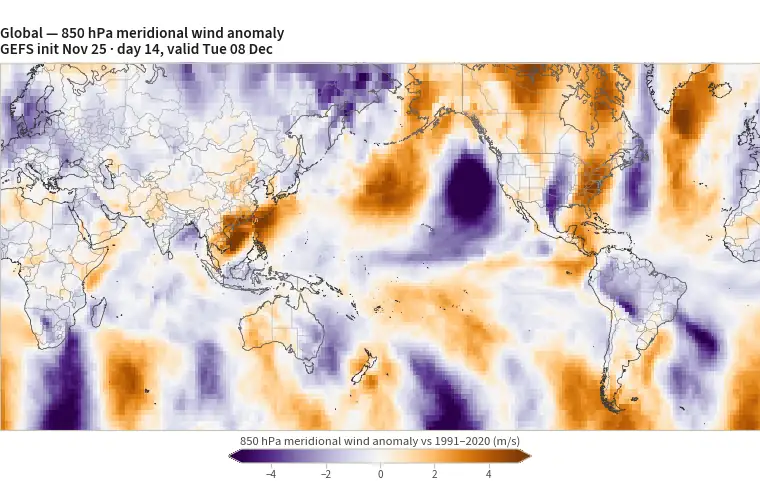 Global — 850 hPa meridional wind anomaly
GEFS init Nov 25 · day 14, valid Tue 08 Dec
850 hPa meridional wind anomaly vs 1991–2020 (m/s)
−4 −2 0 2 4